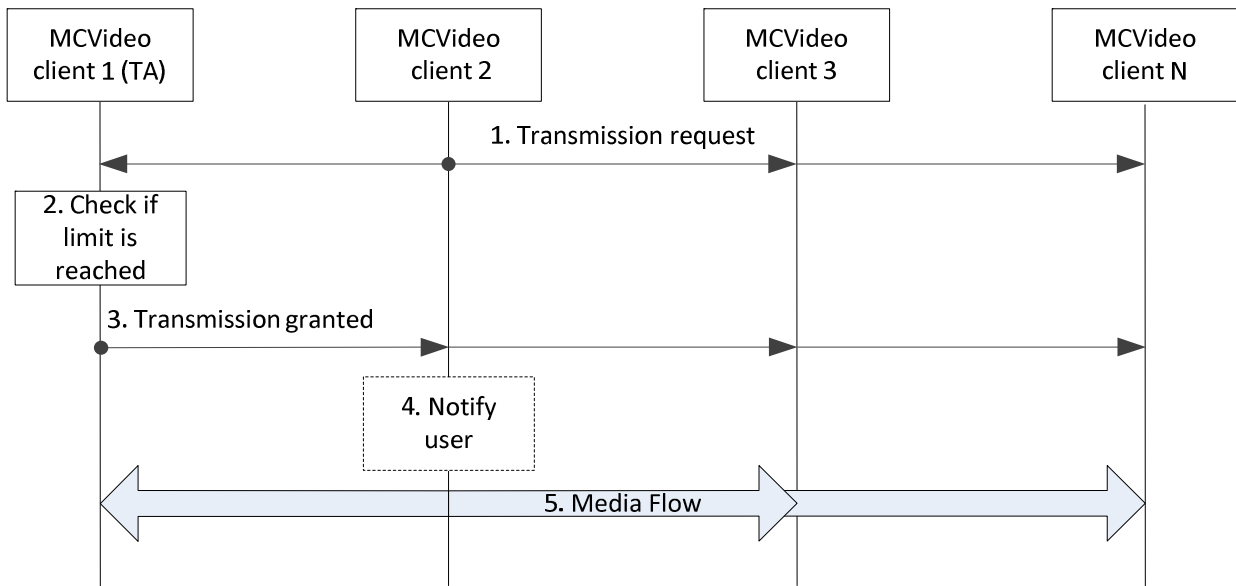 MCVideo
client 1 (TA)
MCVideo
client 2
MCVideo
client 3
MCVideo
client N
1. Transmission request
2. Check if
limit is
reached
3. Transmission granted
4. Notify
user
5. Media Flow